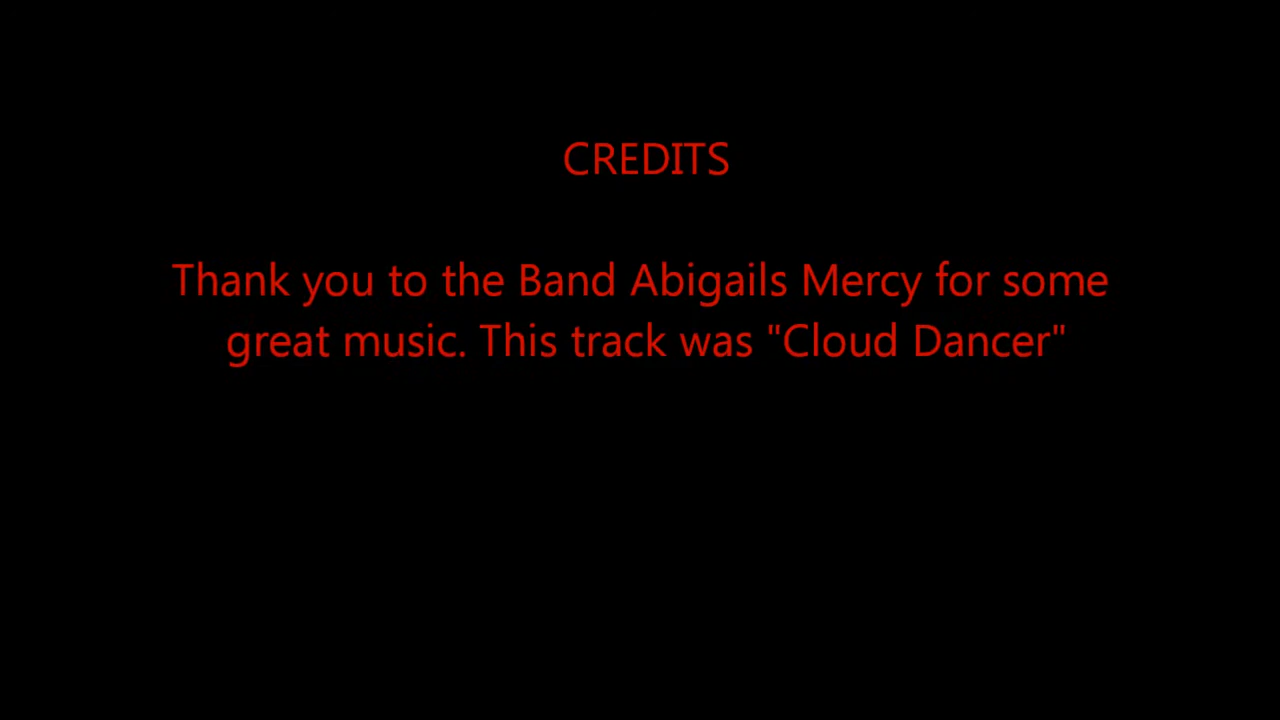 CREDITS
Thank you to the Band Abigails Mercy for some
great music. This track was "Cloud Dancer"